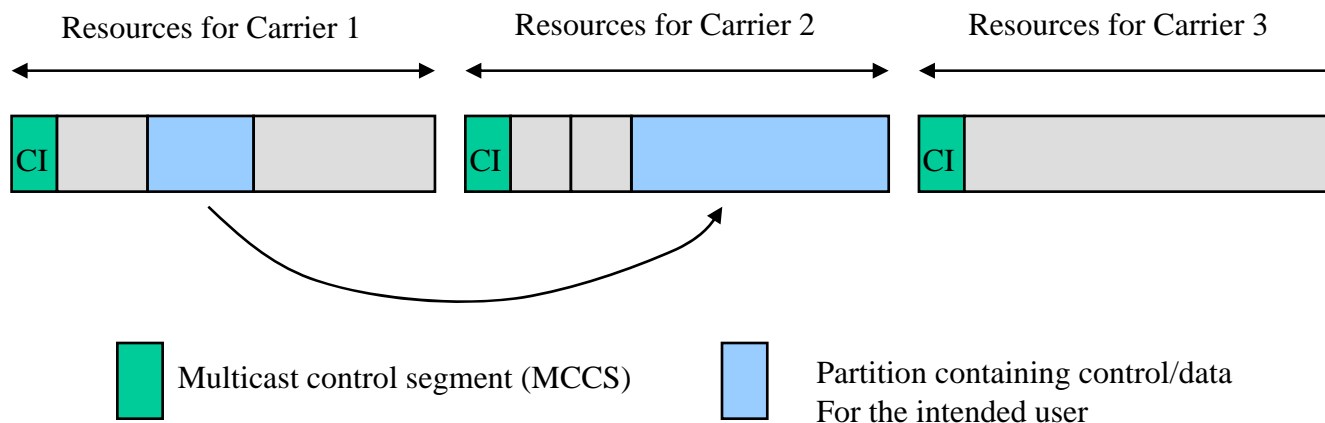 Resources for Carrier 1
Resources for Carrier 2
Resources for Carrier 3
CI
CI
CI
Multicast control segment (MCCS)
Partition containing control/data
For the intended user